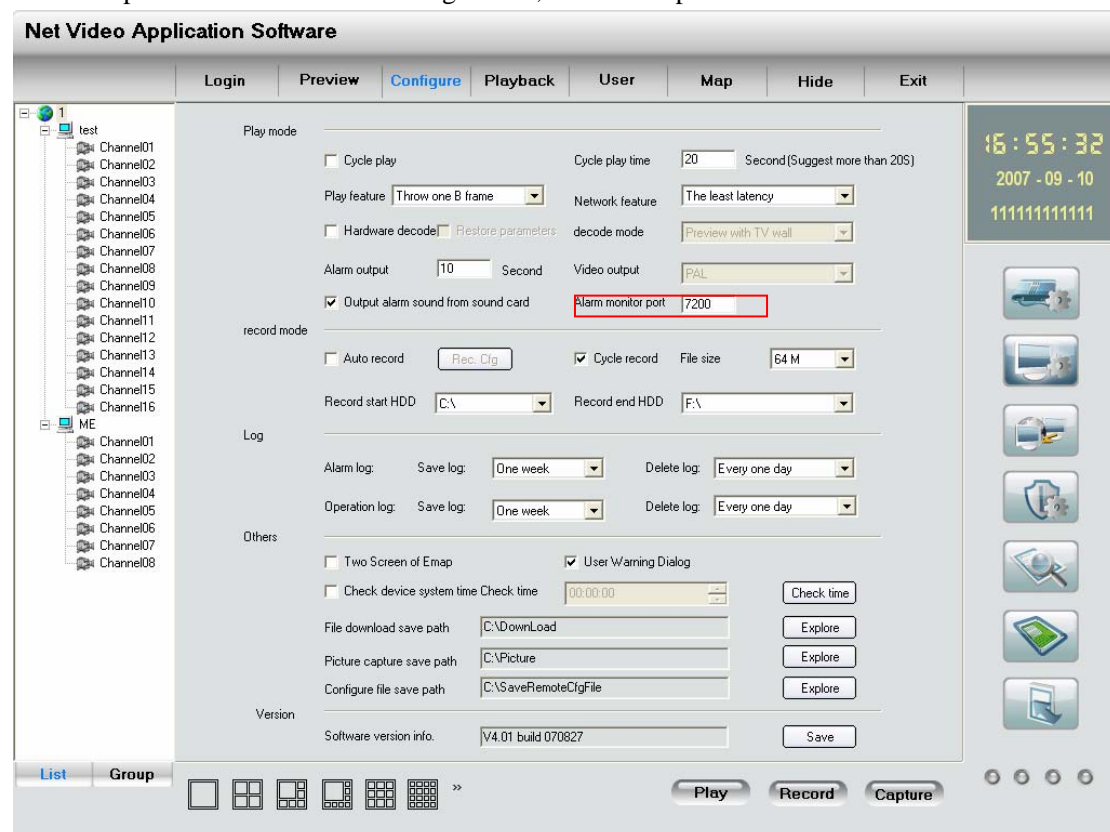 Net Video Application Software
Login Preview Configure Playback User Map Hide Exit
1
test
Channel01
Channel02
Channel03
Channel04
Channel05
Channel06
Channel07
Channel08
Channel09
Channel10
Channel11
Channel12
Channel13
Channel14
Channel15
Channel16
ME
Channel01
Channel02
Channel03
Channel04
Channel05
Channel06
Channel07
Channel08
List Group
Play mode
Cycle play Cycle play time 20 Second(Suggest more than 20S)
Play feature Throw one B frame Network feature The least latency
Hardware decode Restore parameters decode mode Preview with TV wall
Alarm output 10 Second Video output PAL
Output alarm sound from sound card Alarm monitor port 7200
record mode
Auto record Rec. Cfg Cycle record File size 64 M
Record start HDD C:\ Record end HDD F:\
Log
Alarm log: Save log: One week Delete log: Every one day
Operation log: Save log: One week Delete log: Every one day
Others
Two Screen of Emap User Warning Dialog
Check device system time Check time 00:00:00 Check time
File download save path C:\DownLoad Explore
Picture capture save path C:\Picture Explore
Configure file save path C:\SaveRemoteCfgFile Explore
Version
Software version info. V4.01 build 070827 Save
»
Play Record Capture
16:55:32
2007 - 09 - 10
111111111111